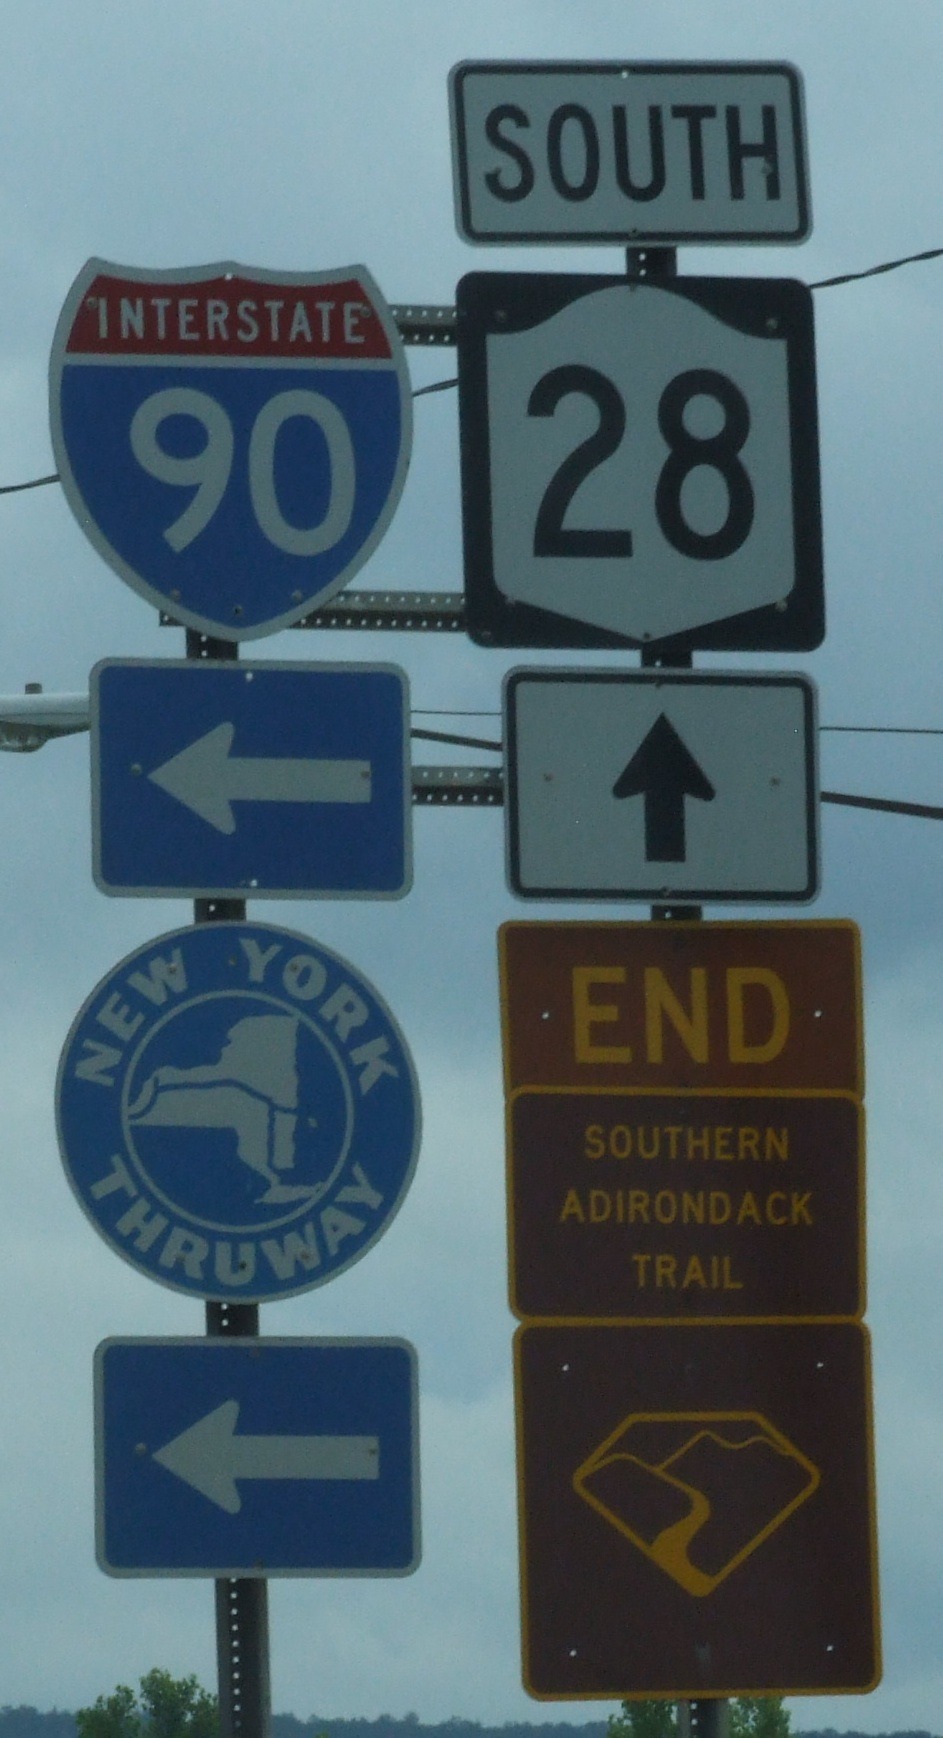 INTERSTATE
90
NEW YORK
THRUWAY
SOUTH
28
END
SOUTHERN
ADIRONDACK
TRAIL